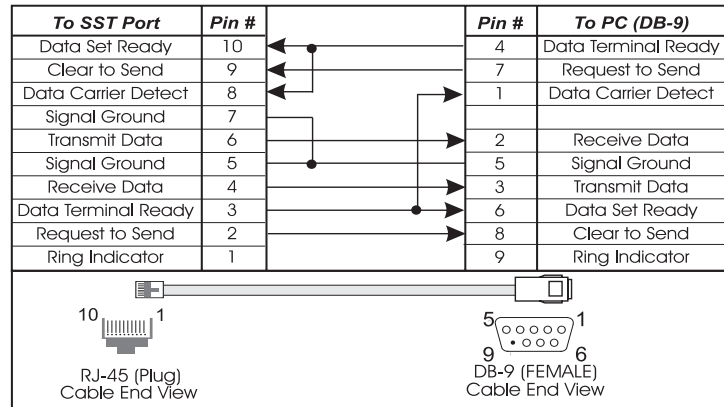 To SST Port Pin # Pin # To PC (DB-9)
Data Set Ready 10 4 Data Terminal Ready
Clear to Send 9 7 Request to Send
Data Carrier Detect 8 1 Data Carrier Detect
Signal Ground 7
Transmit Data 6 2 Receive Data
Signal Ground 5 5 Signal Ground
Receive Data 4 3 Transmit Data
Data Terminal Ready 3 6 Data Set Ready
Request to Send 2 8 Clear to Send
Ring Indicator 1 9 Ring Indicator
10 1
RJ-45 (Plug)
Cable End View
5 1
9 6
DB-9 (FEMALE)
Cable End View